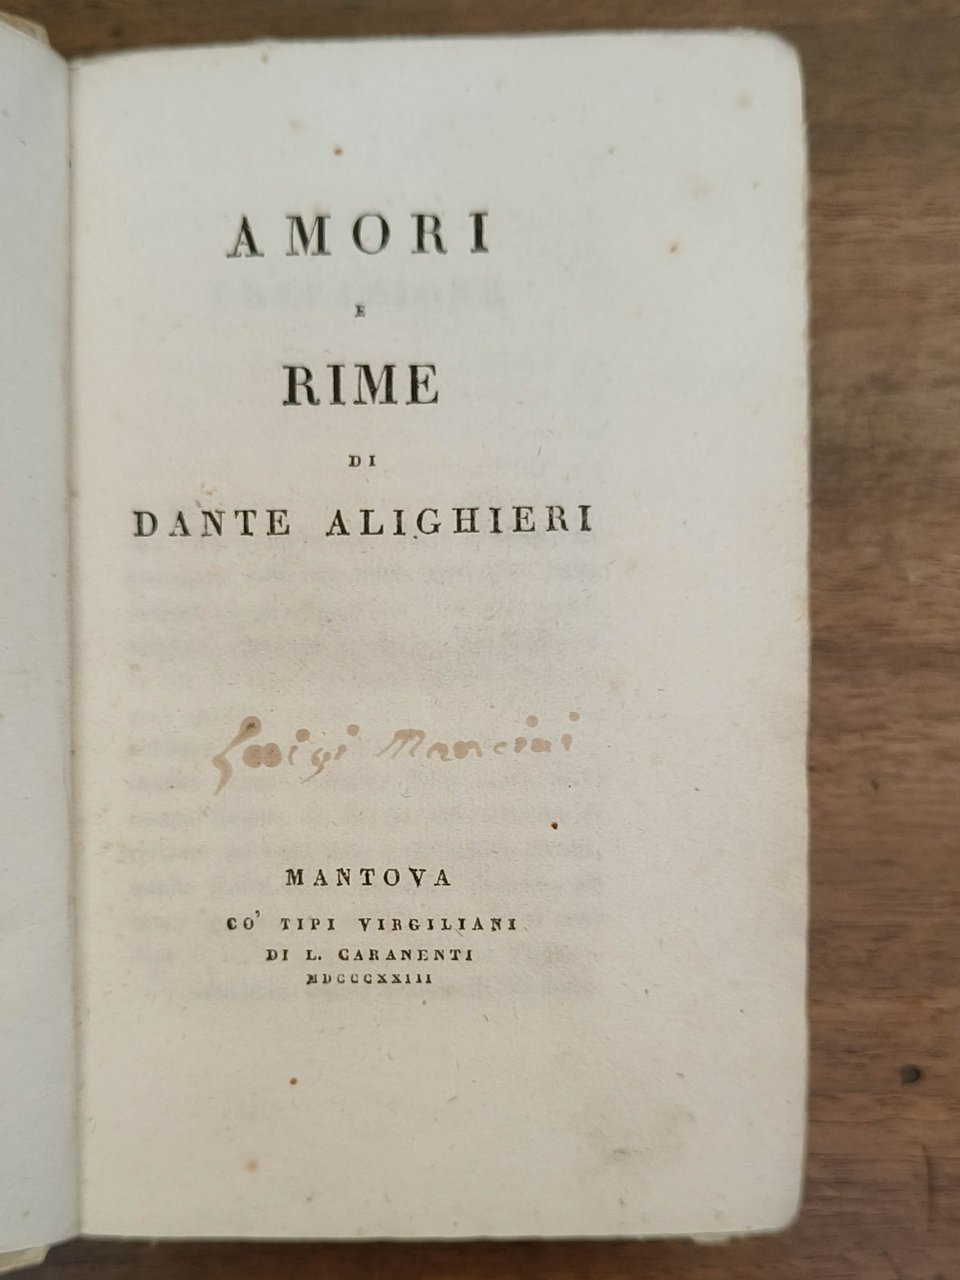 AMORI
E
RIME
DI
DANTE ALIGHIERI
Luigi Mancini
MANTOVA
CO' TIPI VIRGILIANI
DI L. CARANENTI
MDCCCXXIII